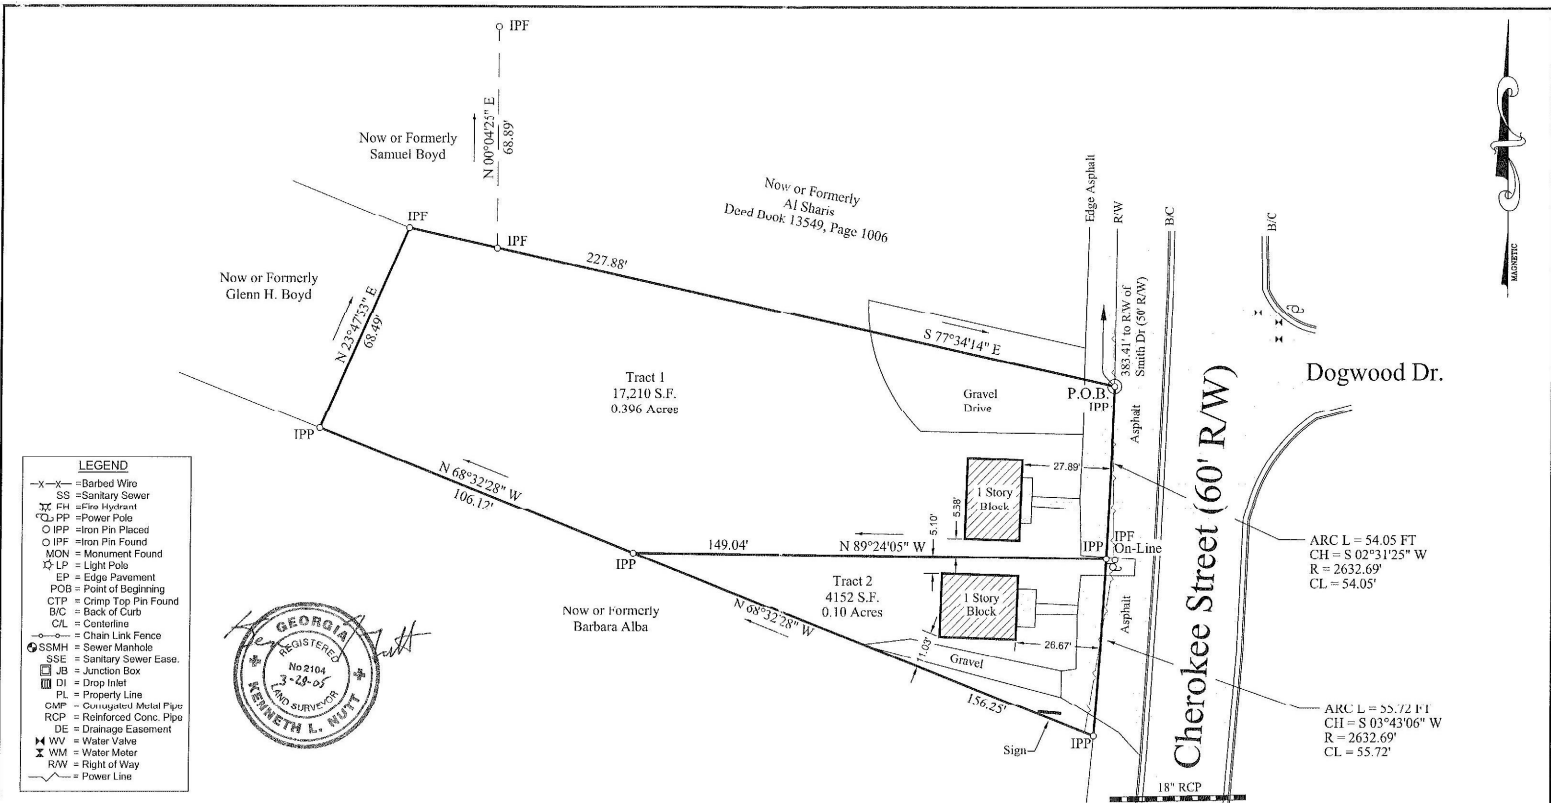 IPF
Now or Formerly
Samuel Boyd
N 00°04'25" E
68.89'
Now or Formerly
Al Sharis
Deed Book 13549, Page 1006
Edge Asphalt
R/W
B/C
B/C
MAGNETIC
IPF
IPF
227.88'
Now or Formerly
Glenn H. Boyd
N 23°47'53" E
68.49'
S 77°34'14" E
383.41' to R/W of
Smith Dr (50' R/W)
Dogwood Dr.
Tract 1
17,210 S.F.
0.396 Acres
Gravel
Drive
P.O.B.
IPP
Asphalt
Cherokee Street (60' R/W)
IPP
N 68°32'28" W
106.12'
27.89'
1 Story
Block
5.38'
5.10'
149.04'
N 89°24'05" W
IPP
IPF
On-Line
ARC L = 54.05 FT
CH = S 02°31'25" W
R = 2632.69'
CL = 54.05'
IPP
Tract 2
4152 S.F.
0.10 Acres
1 Story
Block
Asphalt
Now or Formerly
Barbara Alba
N 68°32'28" W
11.03'
26.67'
Gravel
156.25'
IPP
Sign
ARC L = 55.72 FT
CH = S 03°43'06" W
R = 2632.69'
CL = 55.72'
18" RCP
LEGEND
—X—X— =Barbed Wire
SS =Sanitary Sewer
FH =Fire Hydrant
PP =Power Pole
IPP =Iron Pin Placed
IPF =Iron Pin Found
MON = Monument Found
LP = Light Pole
EP = Edge Pavement
POB = Point of Beginning
CTP = Crimp Top Pin Found
B/C = Back of Curb
C/L = Centerline
= Chain Link Fence
SSMH = Sewer Manhole
SSE = Sanitary Sewer Ease.
JB = Junction Box
DI = Drop Inlet
PL = Property Line
CMP = Corrugated Metal Pipe
RCP = Reinforced Conc. Pipe
DE = Drainage Easement
WV = Water Valve
WM = Water Meter
R/W = Right of Way
= Power Line
GEORGIA
REGISTERED
No 2104
3-29-05
LAND SURVEYOR
KENNETH L. NUTT